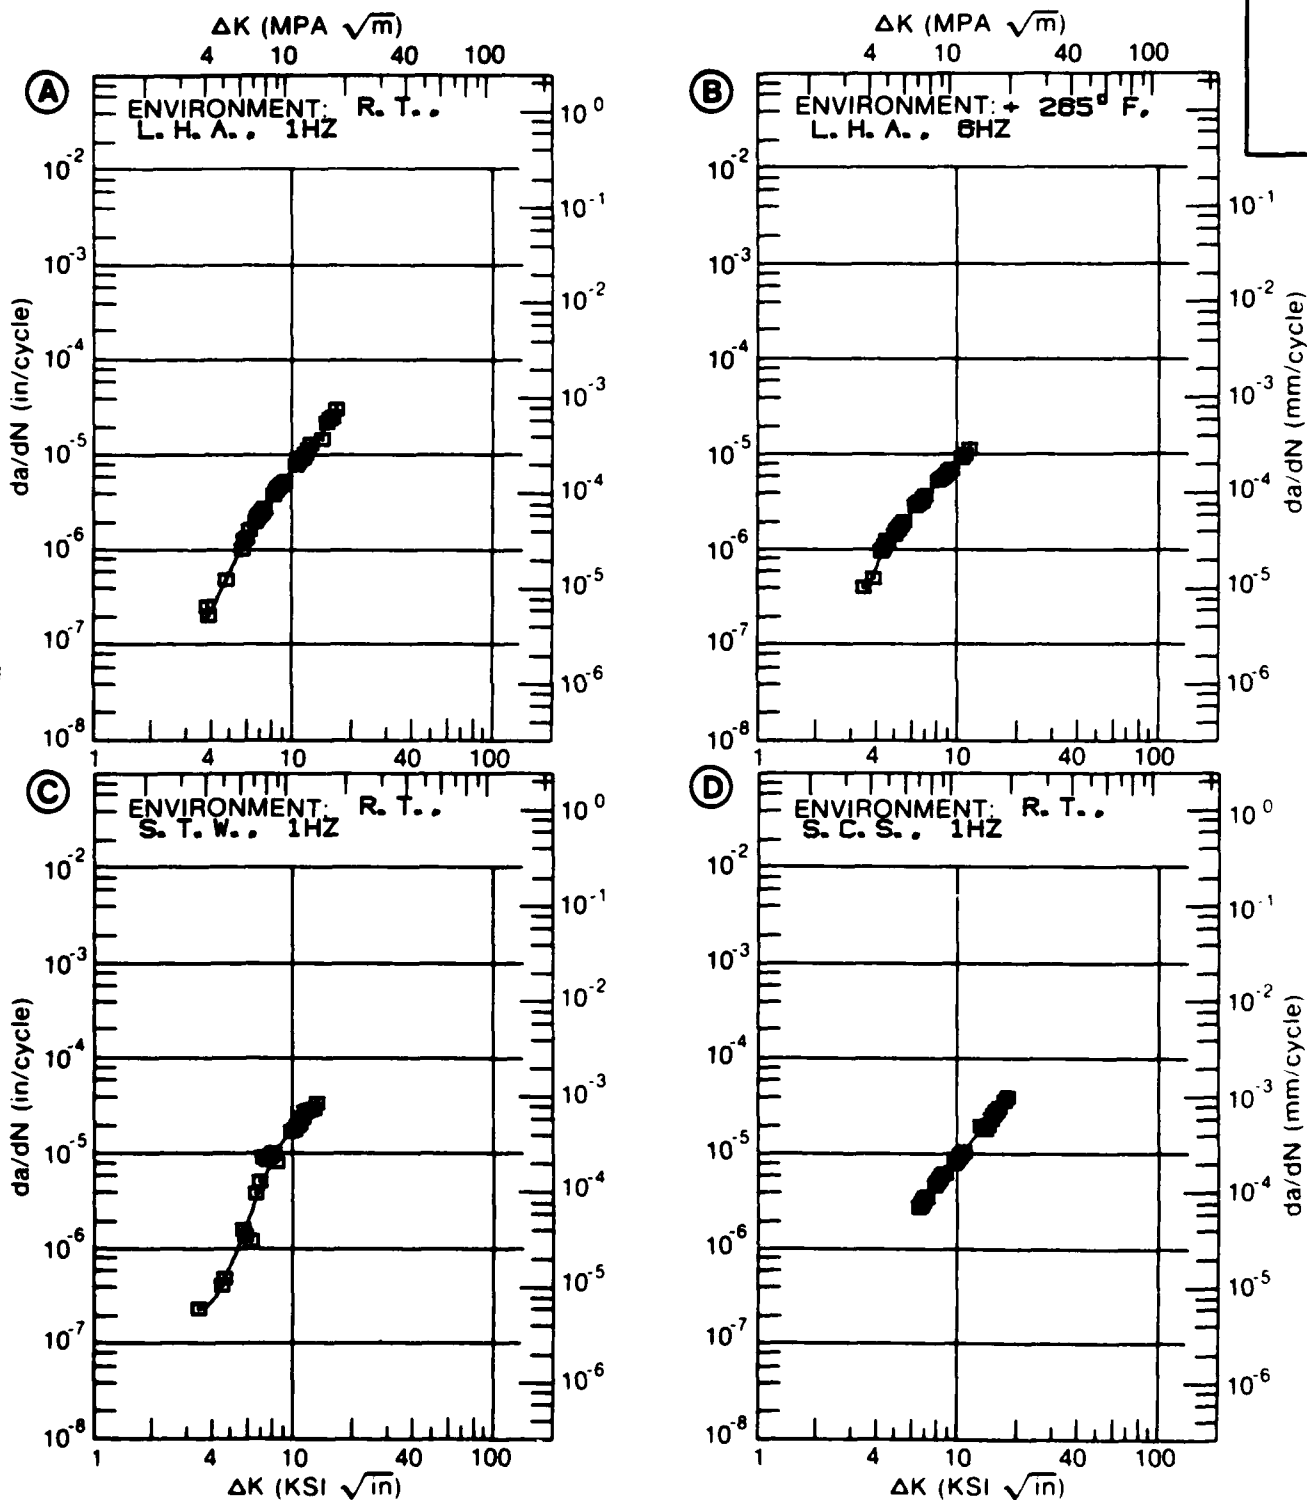 ΔK (MPA √m)
4 10 40 100
ΔK (MPA √m)
4 10 40 100
A
ENVIRONMENT: R. T.,
L. H. A., 1HZ
10^-2
10^-3
10^-4
10^-5
10^-6
10^-7
10^-8
da/dN (in/cycle)
10^0
10^-1
10^-2
10^-3
10^-4
10^-5
10^-6
1 4 10 40 100
B
ENVIRONMENT: + 265° F.
L. H. A., 6HZ
10^-2
10^-3
10^-4
10^-5
10^-6
10^-7
10^-8
10^-1
10^-2
10^-3
10^-4
10^-5
10^-6
da/dN (mm/cycle)
1 4 10 40 100
C
ENVIRONMENT: R. T.,
S. T. W., 1HZ
10^-2
10^-3
10^-4
10^-5
10^-6
10^-7
10^-8
da/dN (in/cycle)
10^0
10^-1
10^-2
10^-3
10^-4
10^-5
10^-6
1 4 10 40 100
ΔK (KSI √in)
D
ENVIRONMENT: R. T.,
S. C. S., 1HZ
10^-2
10^-3
10^-4
10^-5
10^-6
10^-7
10^-8
10^0
10^-1
10^-2
10^-3
10^-4
10^-5
10^-6
da/dN (mm/cycle)
1 4 10 40 100
ΔK (KSI √in)